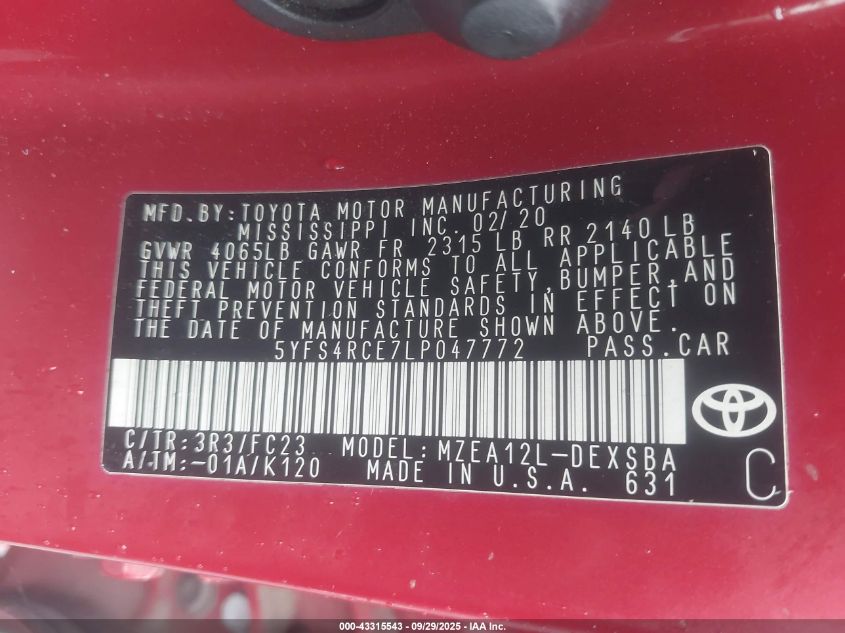 MFD. BY: TOYOTA MOTOR MANUFACTURING
MISSISSIPPI INC. 02/20
GVWR 4065LB GAWR FR 2315 LB RR 2140 LB
THIS VEHICLE CONFORMS TO ALL APPLICABLE
FEDERAL MOTOR VEHICLE SAFETY, BUMPER, AND
THEFT PREVENTION STANDARDS IN EFFECT ON
THE DATE OF MANUFACTURE SHOWN ABOVE.
5YFS4RCE7LP047772 PASS. CAR
C/TR: 3R3/FC23 MODEL: MZEA12L-DEXSBA
A/TM: -01A/K120 MADE IN U.S.A. 631
C
000-43315543 - 09/29/2025 - IAA Inc.